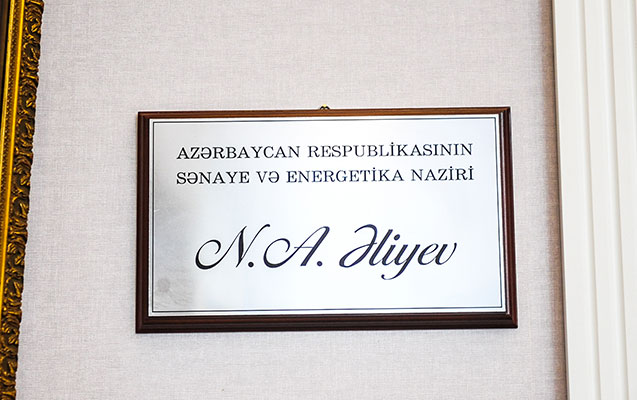 AZƏRBAYCAN RESPUBLİKASININ
SƏNAYE VƏ ENERGETİKA NAZİRİ
N.A. Əliyev